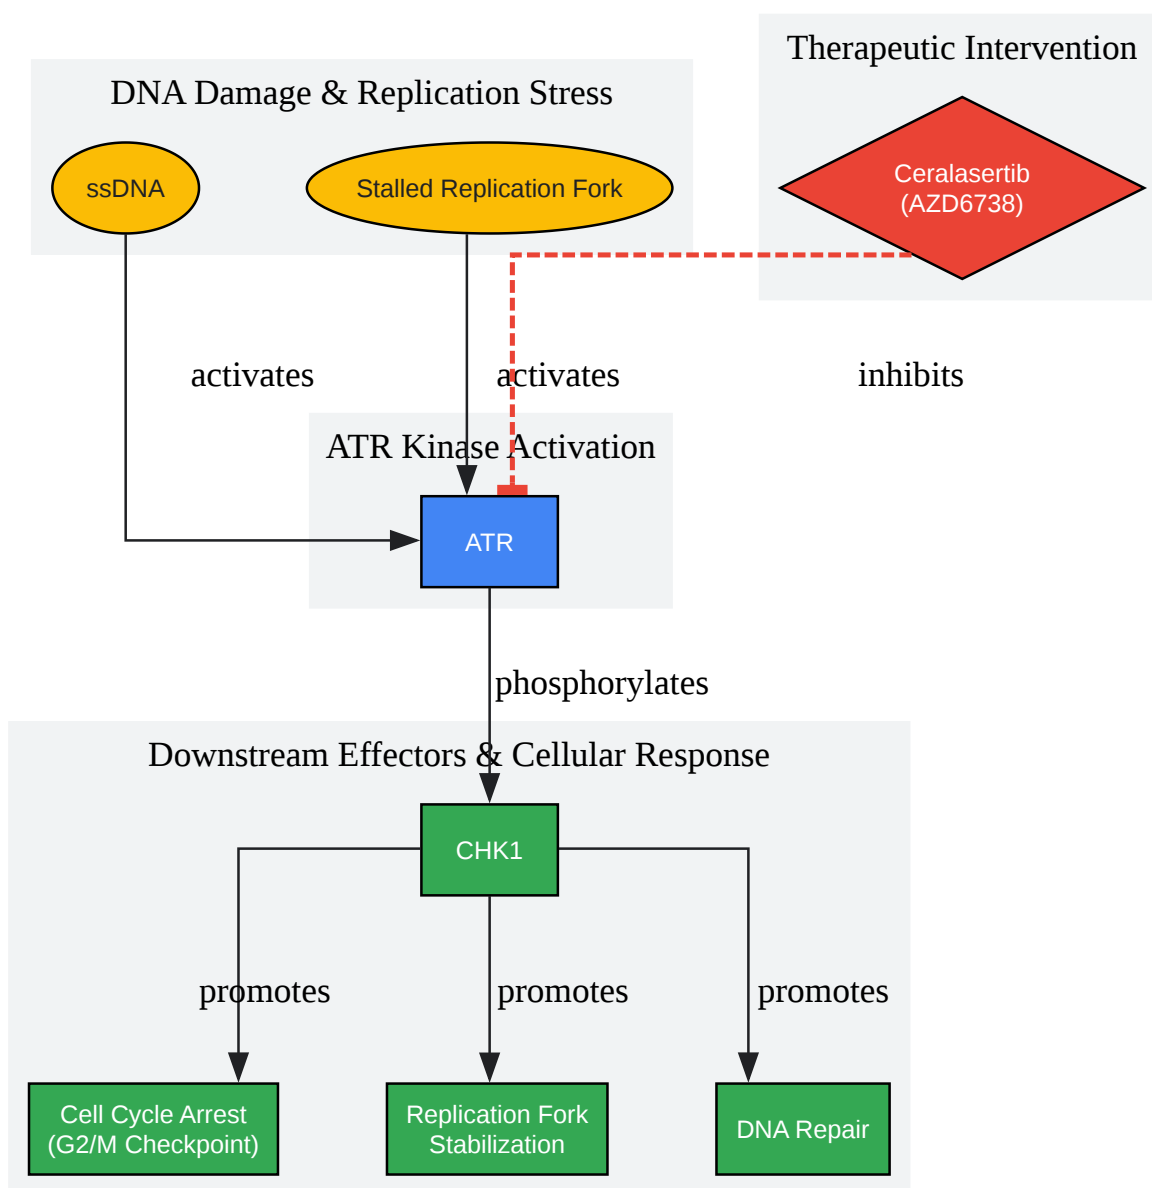 Therapeutic Intervention
DNA Damage & Replication Stress
ssDNA
Stalled Replication Fork
Ceralasertib
(AZD6738)
activates
activates
inhibits
ATR Kinase Activation
ATR
phosphorylates
Downstream Effectors & Cellular Response
CHK1
promotes
promotes
promotes
Cell Cycle Arrest
(G2/M Checkpoint)
Replication Fork
Stabilization
DNA Repair